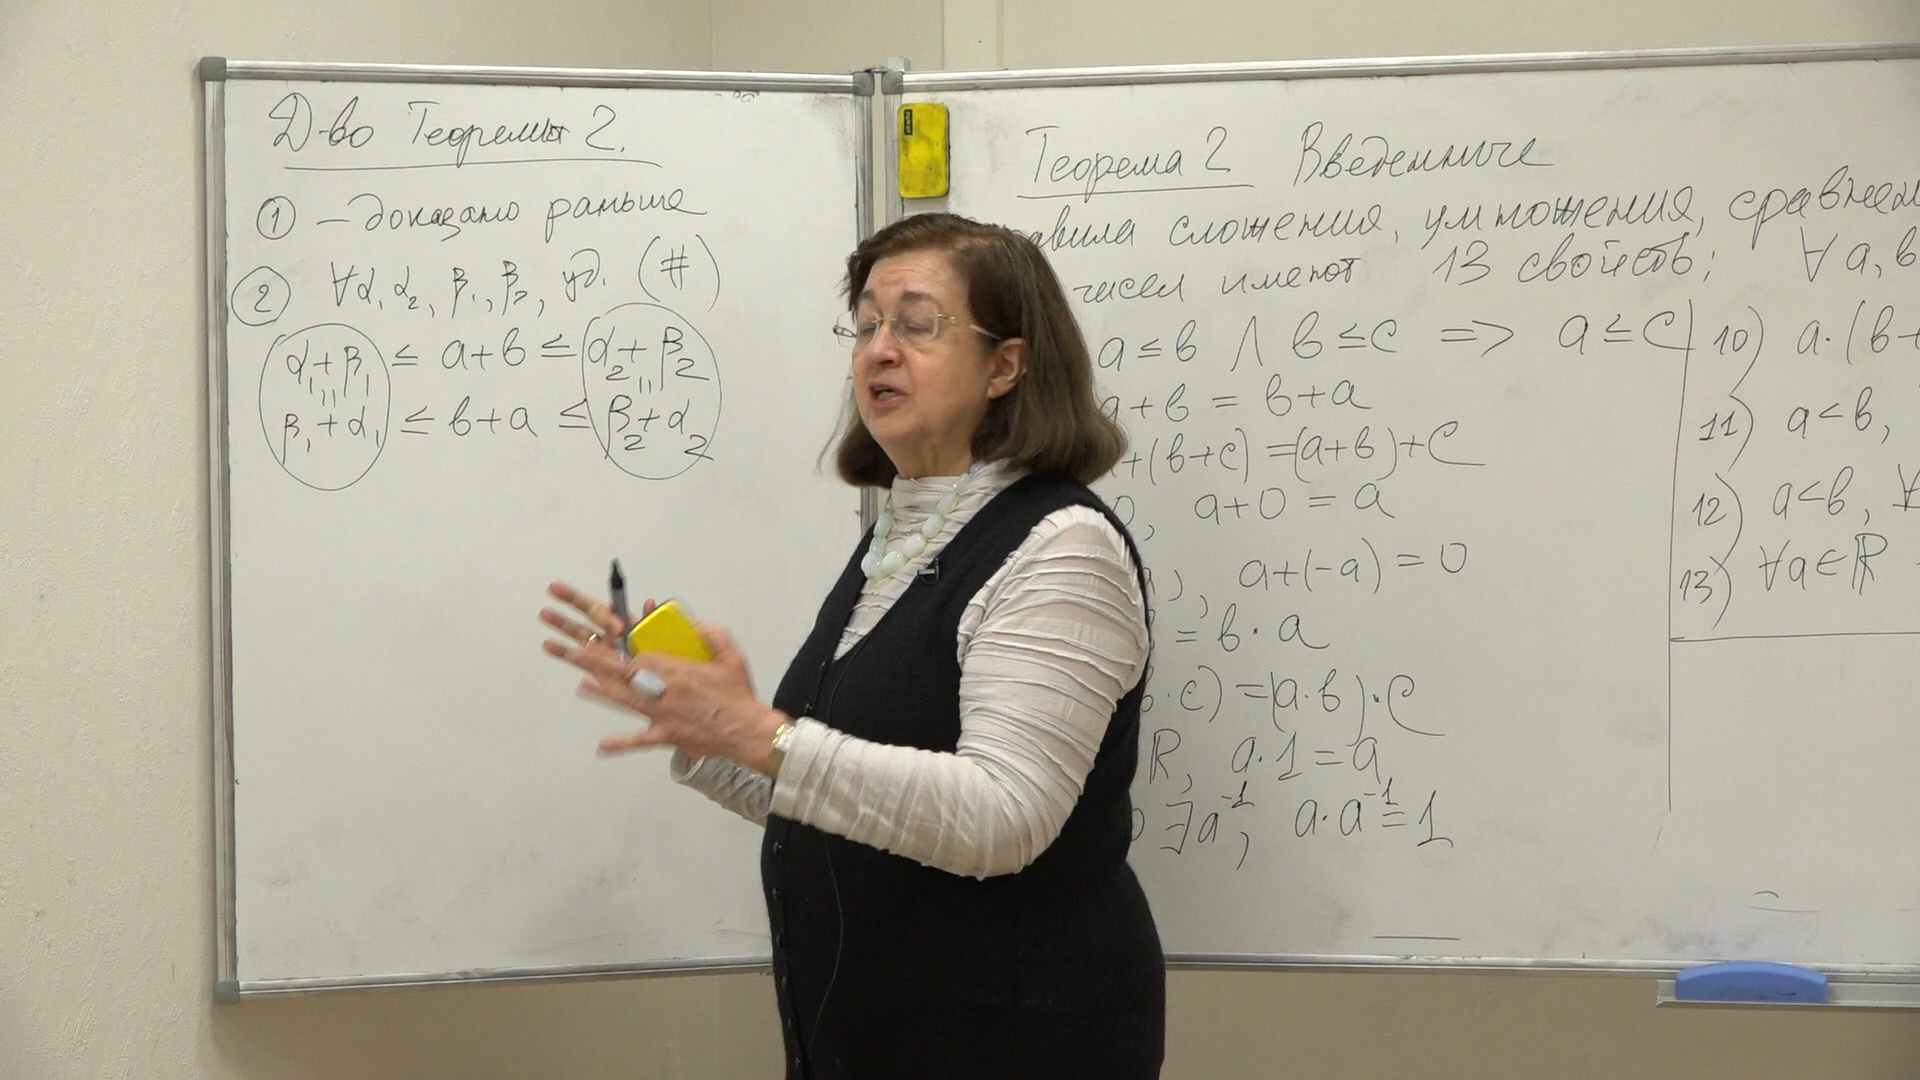 Д-во Теоремы 2.
① – доказано раньше
② ∀ α₁, α₂, β₁, β₂, уд. (#)
α₁+β₁ ≤ a+b ≤ α₂+β₂
β₁+α₁ ≤ b+a ≤ β₂+α₂
Теорема 2 Введенные
сложения, умножения,
чисел имеют 13 свойств; ∀ a, b
a ≤ b ∧ b ≤ c => a ≤ c
a+b = b+a
+(b+c) = (a+b)+c
0, a+0 = a
a+(-a) = 0
= b·a
·c) = (a·b)·c
ℝ, a·1 = a
∃a⁻¹, a·a⁻¹ = 1
10) a·(b+
11) a<b,
12) a<b, ∀
13) ∀a∈ℝ